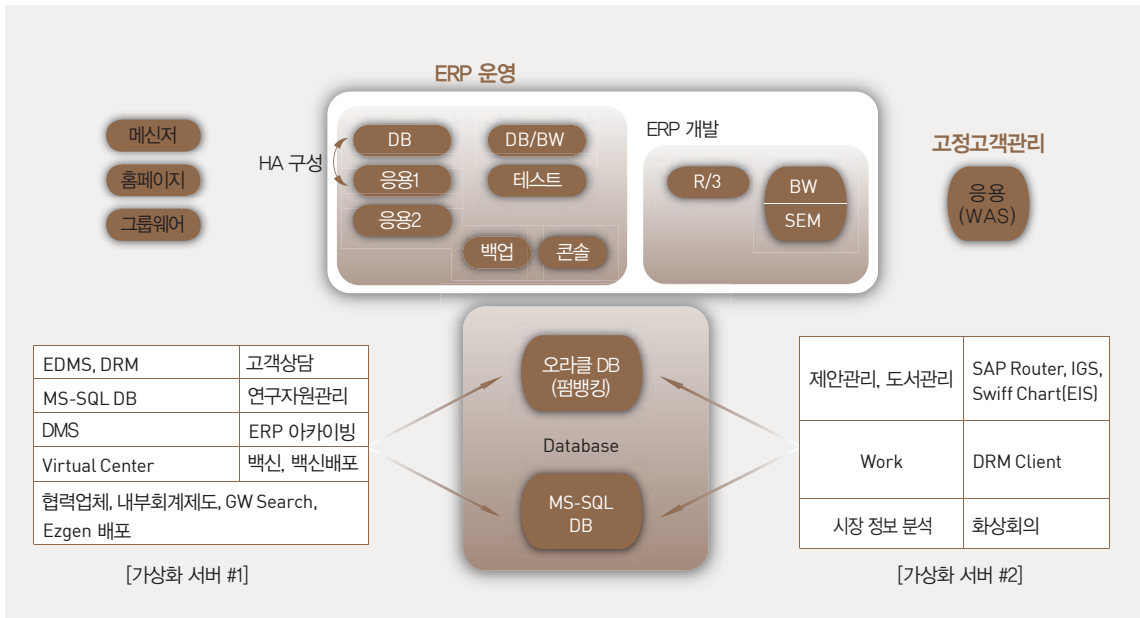 ERP 운영
메신저
홈페이지
그룹웨어
HA 구성
DB
응용1
응용2
DB/BW
테스트
백업
콘솔
ERP 개발
R/3
BW
SEM
고정고객관리
응용
(WAS)
오라클 DB
(펌뱅킹)
Database
MS-SQL
DB
EDMS, DRM
고객상담
MS-SQL DB
연구자원관리
DMS
ERP 아카이빙
Virtual Center
백신, 백신배포
협력업체, 내부회계제도, GW Search,
Ezgen 배포
[가상화 서버 #1]
제안관리, 도서관리
SAP Router, IGS,
Swiff Chart(EIS)
Work
DRM Client
시장 정보 분석
화상회의
[가상화 서버 #2]